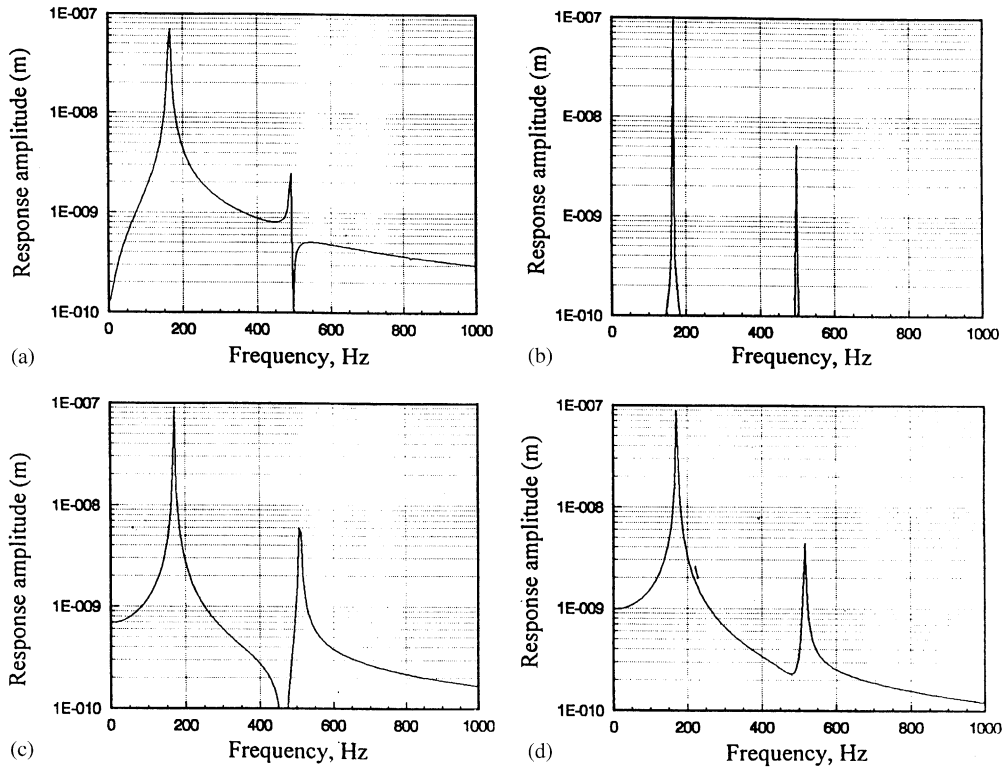 1E-007
1E-008
1E-009
1E-010
Response amplitude (m)
0 200 400 600 800 1000
Frequency, Hz
(a)
1E-007
1E-008
E-009
1E-010
Response amplitude (m)
0 200 400 600 800 1000
Frequency, Hz
(b)
1E-007
1E-008
1E-009
1E-010
Response amplitude (m)
0 200 400 600 800 1000
Frequency, Hz
(c)
1E-007
1E-008
1E-009
1E-010
Response amplitude (m)
0 200 400 600 800 1000
Frequency, Hz
(d)